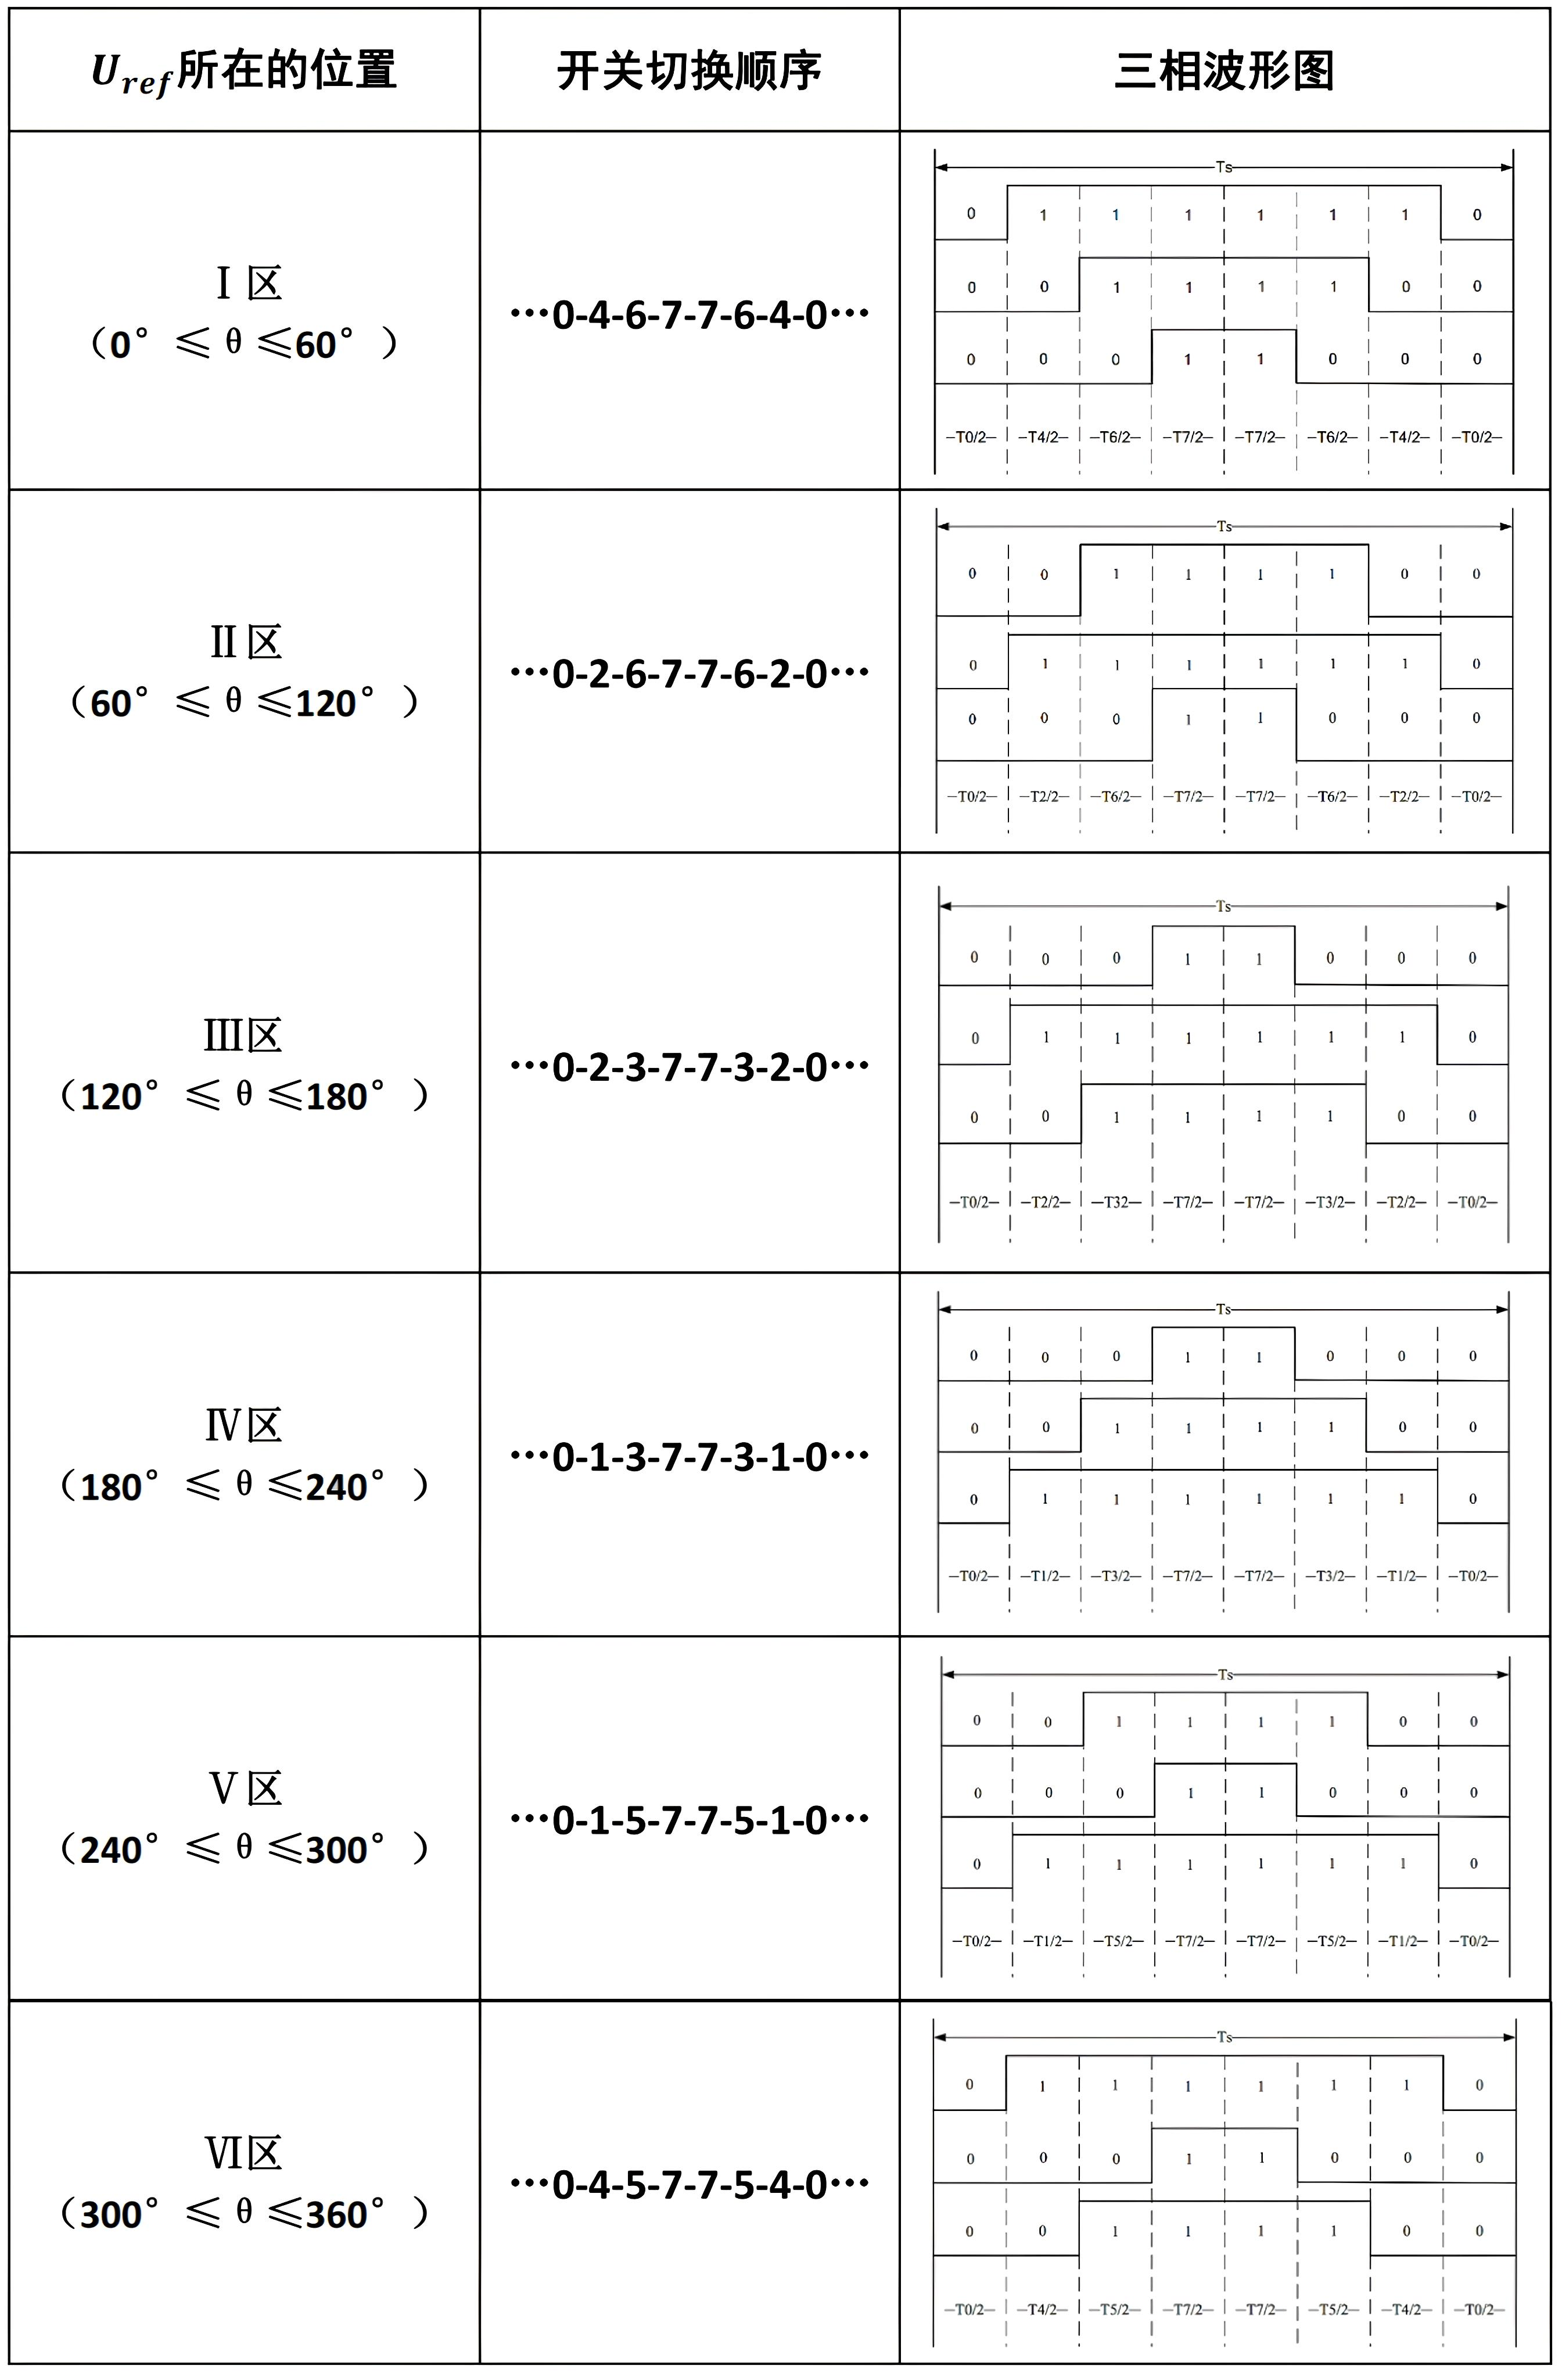 Uref所在的位置 开关切换顺序 三相波形图
Ⅰ区
（0° ≤ θ ≤60° ）
···0-4-6-7-7-6-4-0···
Ts
0 1 1 1 1 1 1 0
0 0 1 1 1 1 0 0
0 0 0 1 1 0 0 0
T0/2 T4/2 T6/2 T7/2 T7/2 T6/2 T4/2 T0/2
Ⅱ区
（60° ≤ θ ≤120° ）
···0-2-6-7-7-6-2-0···
Ts
0 0 1 1 1 1 0 0
0 1 1 1 1 1 1 0
0 0 0 1 1 0 0 0
T0/2 T2/2 T6/2 T7/2 T7/2 T6/2 T2/2 T0/2
Ⅲ区
（120° ≤ θ ≤180° ）
···0-2-3-7-7-3-2-0···
Ts
0 0 0 1 1 0 0 0
0 1 1 1 1 1 1 0
0 0 1 1 1 1 0 0
T0/2 T2/2 T32 T7/2 T7/2 T3/2 T2/2 T0/2
Ⅳ区
（180° ≤ θ ≤240° ）
···0-1-3-7-7-3-1-0···
Ts
0 0 0 1 1 0 0 0
0 0 1 1 1 1 0 0
0 1 1 1 1 1 1 0
T0/2 T1/2 T3/2 T7/2 T7/2 T3/2 T1/2 T0/2
Ⅴ区
（240° ≤ θ ≤300° ）
···0-1-5-7-7-5-1-0···
Ts
0 0 1 1 1 1 0 0
0 0 0 1 1 0 0 0
0 1 1 1 1 1 1 0
T0/2 T1/2 T5/2 T7/2 T7/2 T5/2 T1/2 T0/2
Ⅵ区
（300° ≤ θ ≤360° ）
···0-4-5-7-7-5-4-0···
Ts
0 1 1 1 1 1 1 0
0 0 0 1 1 0 0 0
0 0 1 1 1 1 0 0
T0/2 T4/2 T5/2 T7/2 T7/2 T5/2 T4/2 T0/2